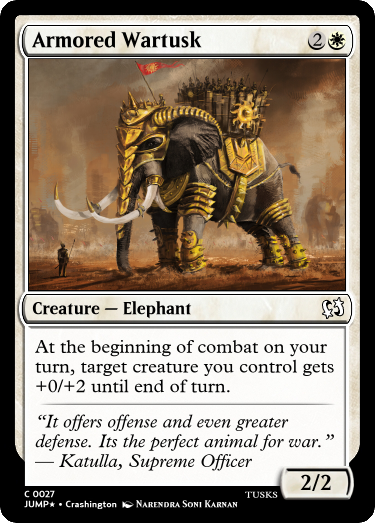 Armored Wartusk 2
Creature — Elephant
At the beginning of combat on your
turn, target creature you control gets
+0/+2 until end of turn.
“It offers offense and even greater
defense. Its the perfect animal for war.”
— Katulla, Supreme Officer
2/2
C 0027 TUSKS
JUMP★ • Crashington Narendra Soni Karnan